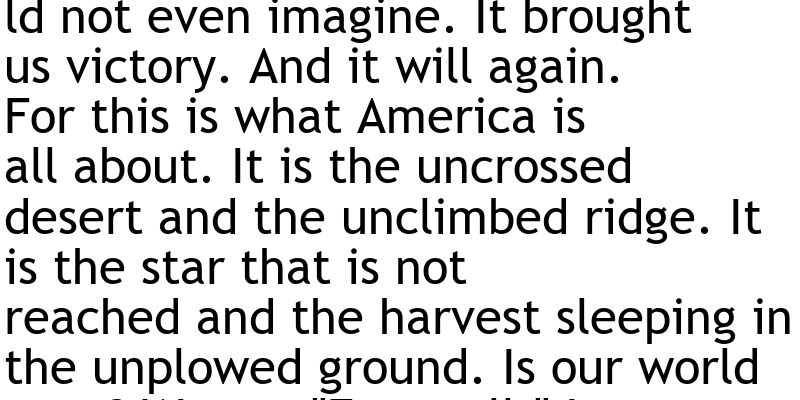 ld not even imagine. It brought
us victory. And it will again.
For this is what America is
all about. It is the uncrossed
desert and the unclimbed ridge. It
is the star that is not
reached and the harvest sleeping in
the unplowed ground. Is our world